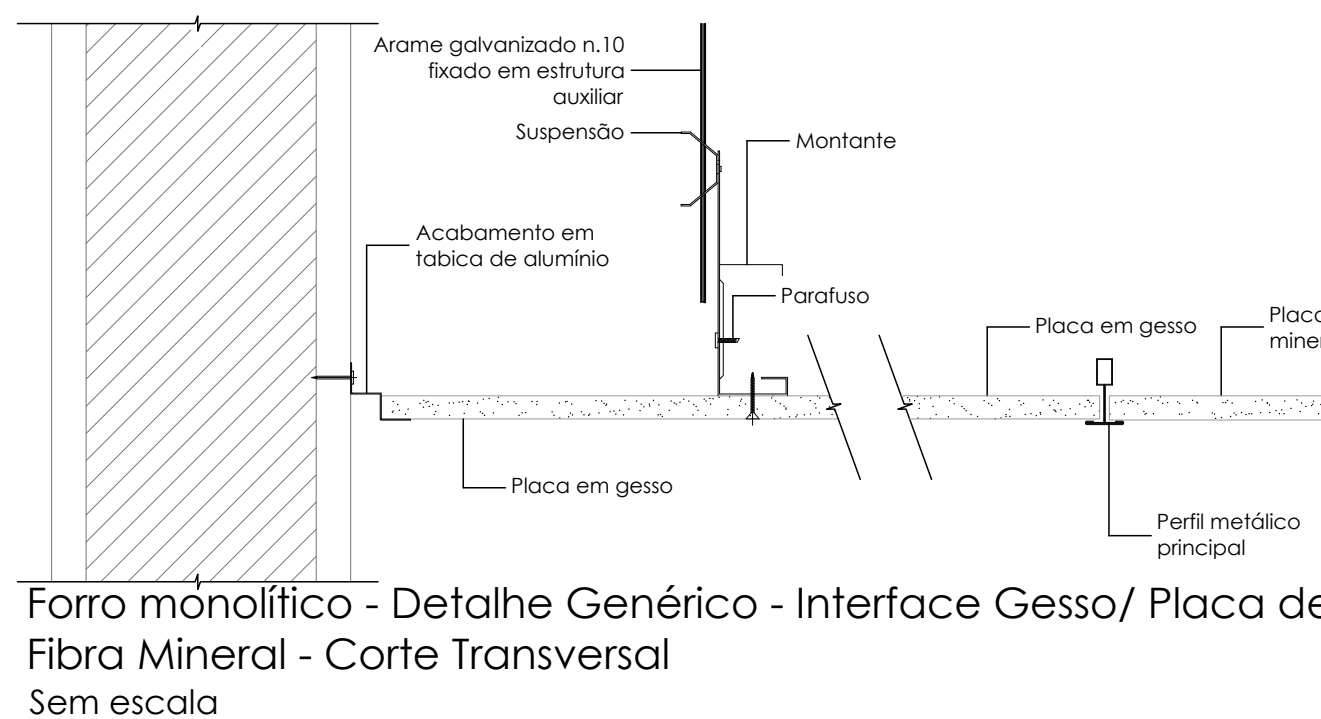 Arame galvanizado n.10
fixado em estrutura
auxiliar
Suspensão
Montante
Acabamento em
tabica de alumínio
Parafuso
Placa em gesso
Placa em gesso
Perfil metálico
principal
Forro monolítico - Detalhe Genérico - Interface Gesso/ Placa de
Fibra Mineral - Corte Transversal
Sem escala